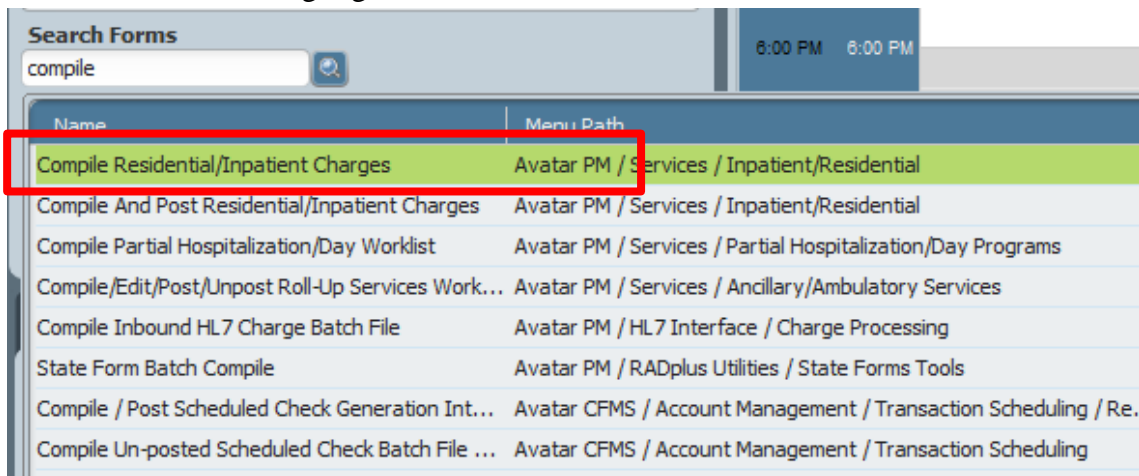 Search Forms
compile
6:00 PM 6:00 PM
Name Menu Path
Compile Residential/Inpatient Charges Avatar PM / Services / Inpatient/Residential
Compile And Post Residential/Inpatient Charges Avatar PM / Services / Inpatient/Residential
Compile Partial Hospitalization/Day Worklist Avatar PM / Services / Partial Hospitalization/Day Programs
Compile/Edit/Post/Unpost Roll-Up Services Work... Avatar PM / Services / Ancillary/Ambulatory Services
Compile Inbound HL7 Charge Batch File Avatar PM / HL7 Interface / Charge Processing
State Form Batch Compile Avatar PM / RADplus Utilities / State Forms Tools
Compile / Post Scheduled Check Generation Int... Avatar CFMS / Account Management / Transaction Scheduling / Re.
Compile Un-posted Scheduled Check Batch File ... Avatar CFMS / Account Management / Transaction Scheduling